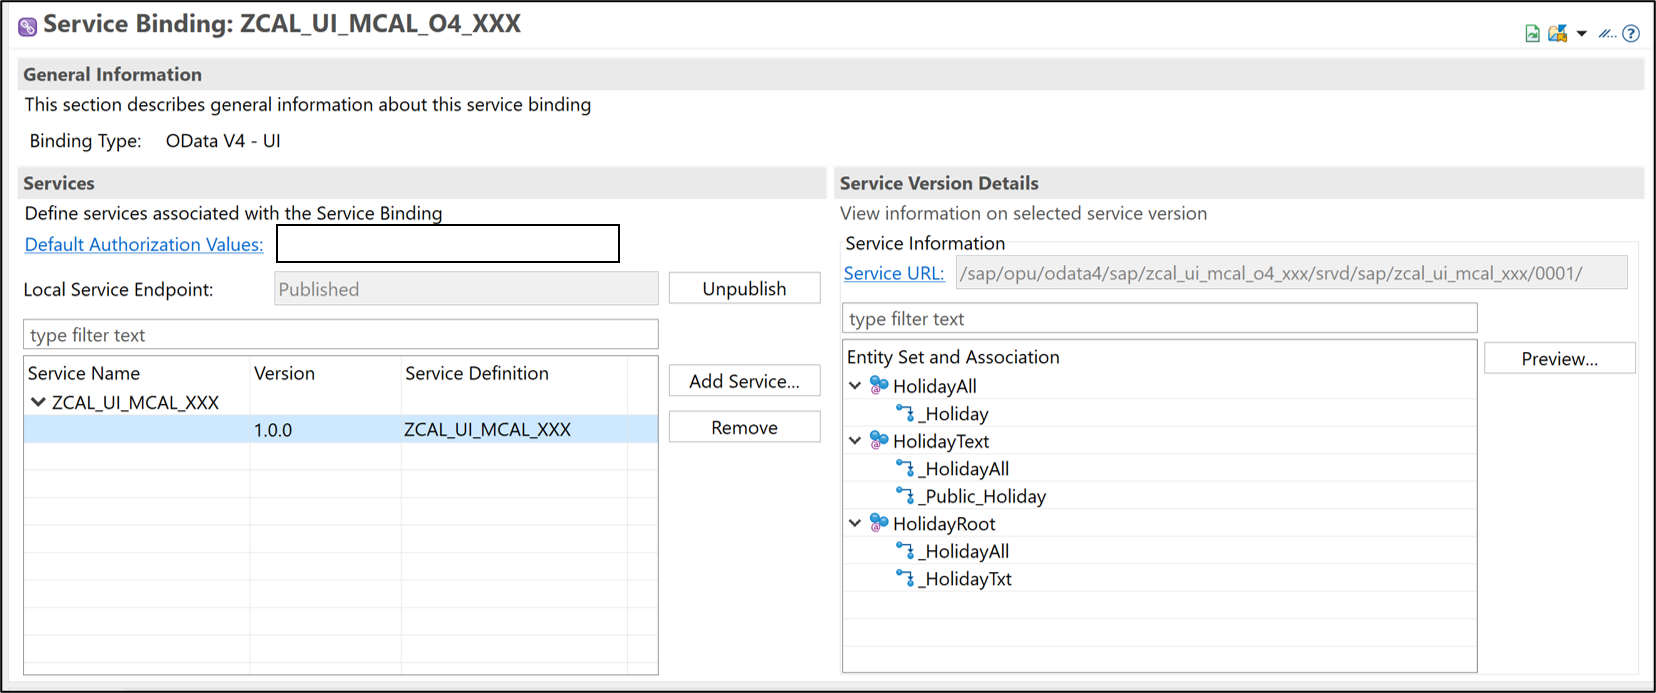 Service Binding: ZCAL_UI_MCAL_O4_XXX
General Information
This section describes general information about this service binding
Binding Type: OData V4 - UI
Services
Define services associated with the Service Binding
Default Authorization Values:
Local Service Endpoint: Published Unpublish
type filter text
Service Name Version Service Definition
Add Service...
ZCAL_UI_MCAL_XXX
1.0.0 ZCAL_UI_MCAL_XXX
Remove
Service Version Details
View information on selected service version
Service Information
Service URL: /sap/opu/odata4/sap/zcal_ui_mcal_o4_xxx/srvd/sap/zcal_ui_mcal_xxx/0001/
type filter text
Entity Set and Association
Preview...
HolidayAll
_Holiday
HolidayText
_HolidayAll
_Public_Holiday
HolidayRoot
_HolidayAll
_HolidayTxt